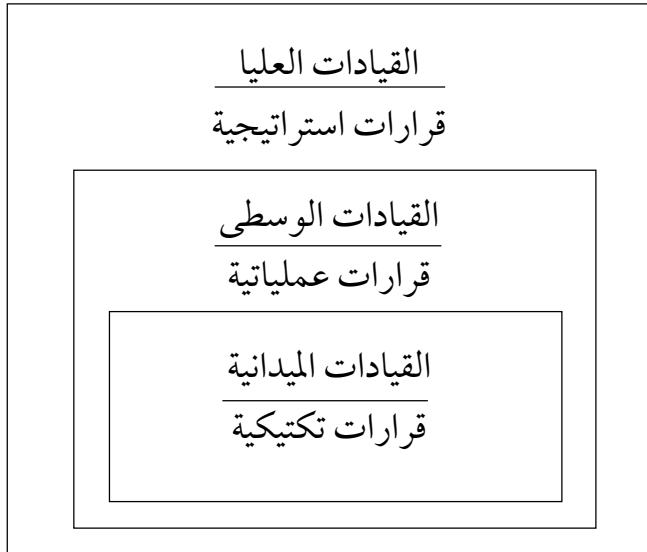 القيادات العليا
قرارات استراتيجية
القيادات الوسطى
قرارات عملياتية
القيادات الميدانية
قرارات تكتيكية